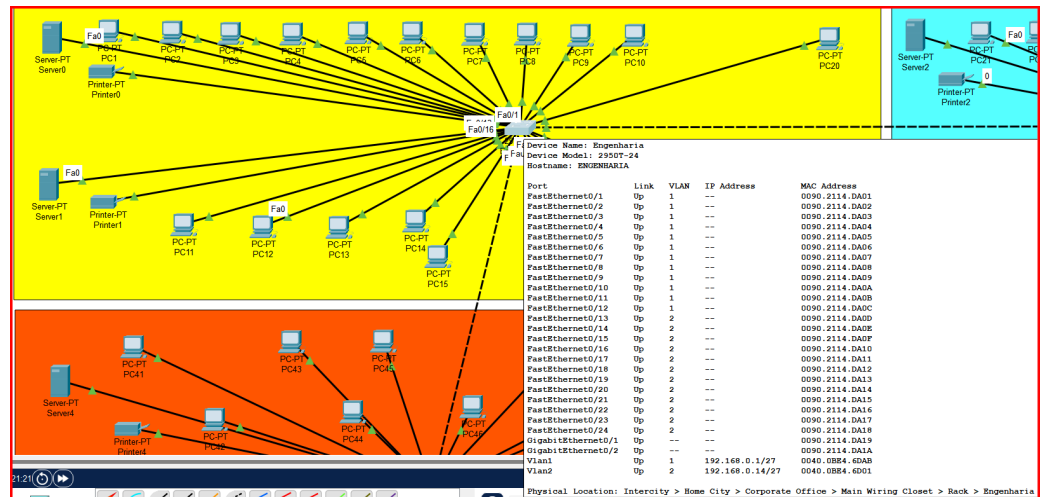 Fa0
PC-PT
PC1
PC-PT
PC2
PC-PT
PC3
PC-PT
PC4
PC-PT
PC5
PC-PT
PC6
PC-PT
PC7
PC-PT
PC8
PC-PT
PC9
PC-PT
PC10
PC-PT
PC20
Server-PT
Server0
Printer-PT
Printer0
Fa0
PC-PT
PC21
Server-PT
Server2
0
Printer-PT
Printer2
Fa0/1
Fa0/16
Fa0
Server-PT
Server1
Printer-PT
Printer1
Fa0
PC-PT
PC11
PC-PT
PC12
PC-PT
PC13
PC-PT
PC14
PC-PT
PC15
PC-PT
PC41
PC-PT
PC43
PC-PT
PC45
Server-PT
Server4
Printer-PT
Printer4
PC-PT
PC42
PC-PT
PC44
PC-PT
PC46
21:21
Device Name: Engenharia
Device Model: 2950T-24
Hostname: ENGENHARIA
Port Link VLAN IP Address MAC Address
FastEthernet0/1 Up 1 -- 0090.2114.DA01
FastEthernet0/2 Up 1 -- 0090.2114.DA02
FastEthernet0/3 Up 1 -- 0090.2114.DA03
FastEthernet0/4 Up 1 -- 0090.2114.DA04
FastEthernet0/5 Up 1 -- 0090.2114.DA05
FastEthernet0/6 Up 1 -- 0090.2114.DA06
FastEthernet0/7 Up 1 -- 0090.2114.DA07
FastEthernet0/8 Up 1 -- 0090.2114.DA08
FastEthernet0/9 Up 1 -- 0090.2114.DA09
FastEthernet0/10 Up 1 -- 0090.2114.DA0A
FastEthernet0/11 Up 1 -- 0090.2114.DA0B
FastEthernet0/12 Up 1 -- 0090.2114.DA0C
FastEthernet0/13 Up 2 -- 0090.2114.DA0D
FastEthernet0/14 Up 2 -- 0090.2114.DA0E
FastEthernet0/15 Up 2 -- 0090.2114.DA0F
FastEthernet0/16 Up 2 -- 0090.2114.DA10
FastEthernet0/17 Up 2 -- 0090.2114.DA11
FastEthernet0/18 Up 2 -- 0090.2114.DA12
FastEthernet0/19 Up 2 -- 0090.2114.DA13
FastEthernet0/20 Up 2 -- 0090.2114.DA14
FastEthernet0/21 Up 2 -- 0090.2114.DA15
FastEthernet0/22 Up 2 -- 0090.2114.DA16
FastEthernet0/23 Up 2 -- 0090.2114.DA17
FastEthernet0/24 Up 2 -- 0090.2114.DA18
GigabitEthernet0/1 Up -- -- 0090.2114.DA19
GigabitEthernet0/2 Up -- -- 0090.2114.DA1A
Vlan1 Up 1 192.168.0.1/27 0040.0BE4.6DAB
Vlan2 Up 2 192.168.0.14/27 0040.0BE4.6D01
Physical Location: Intercity > Home City > Corporate Office > Main Wiring Closet > Rack > Engenharia